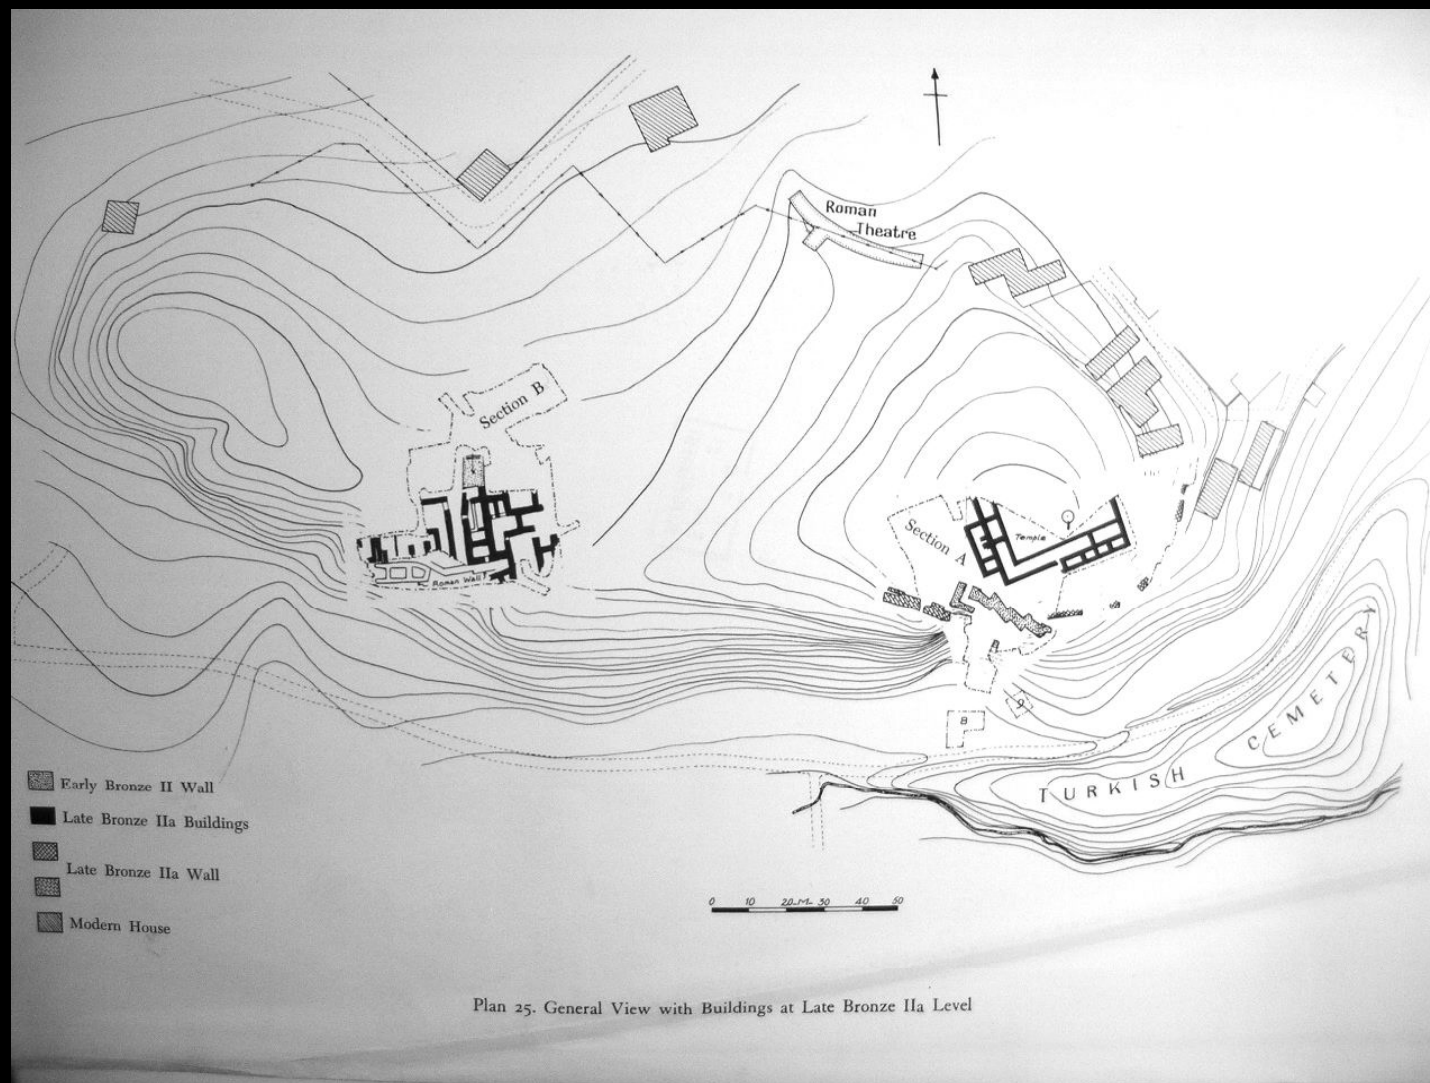 Roman
Theatre
Section B
Section A
Temple
Roman Wall
B
TURKISH CEMETERY
Early Bronze II Wall
Late Bronze IIa Buildings
Late Bronze IIa Wall
Modern House
0 10 20 M 30 40 50
Plan 25. General View with Buildings at Late Bronze IIa Level